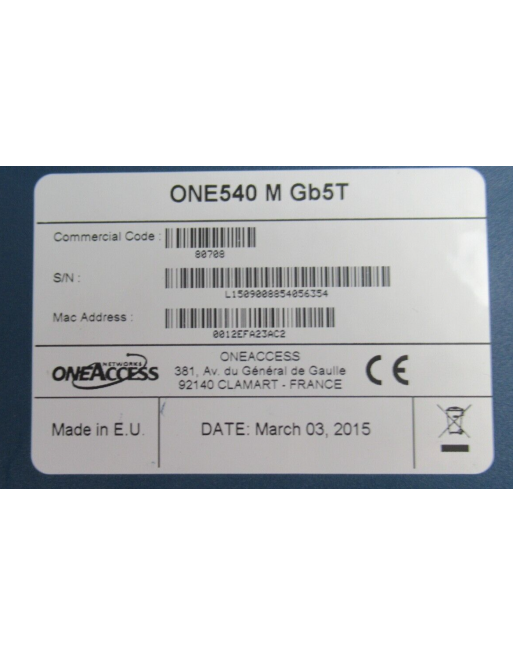 ONE540 M Gb5T
Commercial Code :
80708
S/N :
L1509008854056354
Mac Address :
0012EFA23AC2
NETWORKS
ONEACCESS
ONEACCESS
381, Av. du Général de Gaulle
92140 CLAMART - FRANCE
CE
Made in E.U.
DATE: March 03, 2015